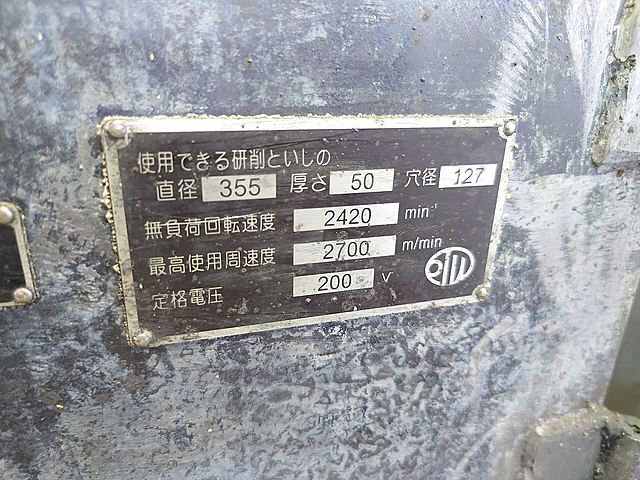 使用できる研削といしの
直径 355 厚さ 50 穴径 127
無負荷回転速度 2420 min⁻¹
最高使用周速度 2700 m/min
定格電圧 200 V